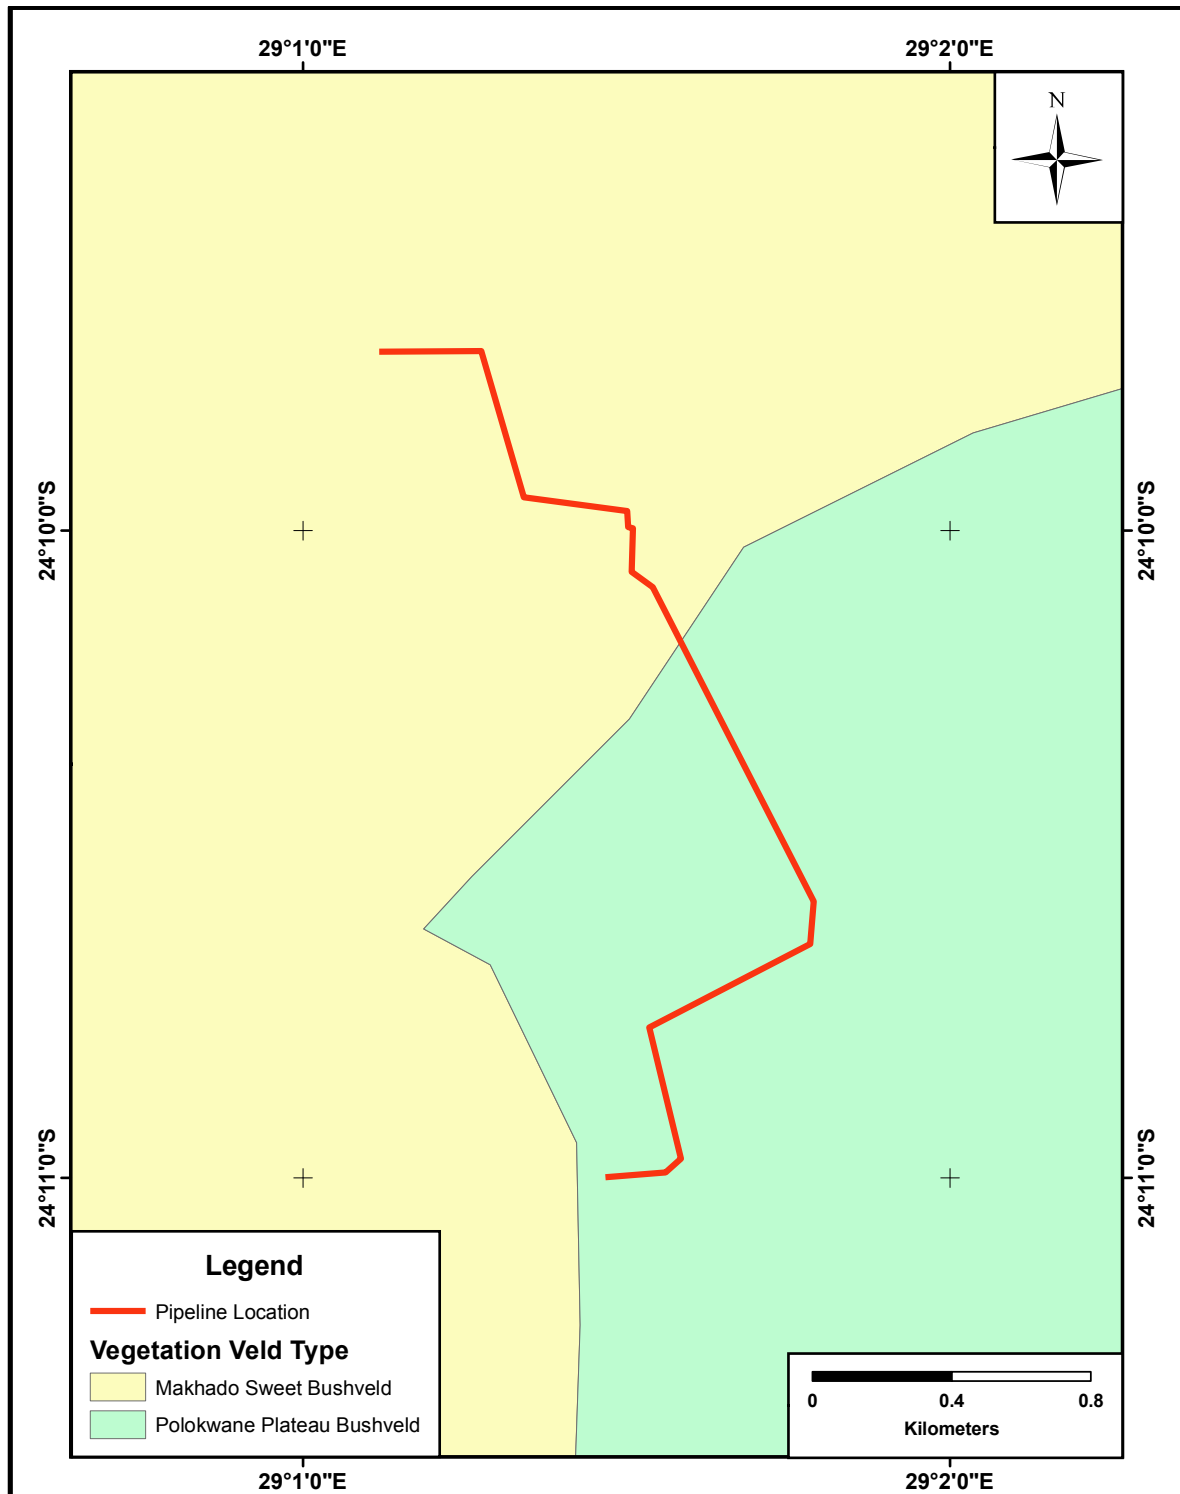 29°1'0"E
29°2'0"E
N
24°10'0"S
24°10'0"S
24°11'0"S
24°11'0"S
Legend
Pipeline Location
Vegetation Veld Type
Makhado Sweet Bushveld
Polokwane Plateau Bushveld
0 0.4 0.8
Kilometers
29°1'0"E
29°2'0"E